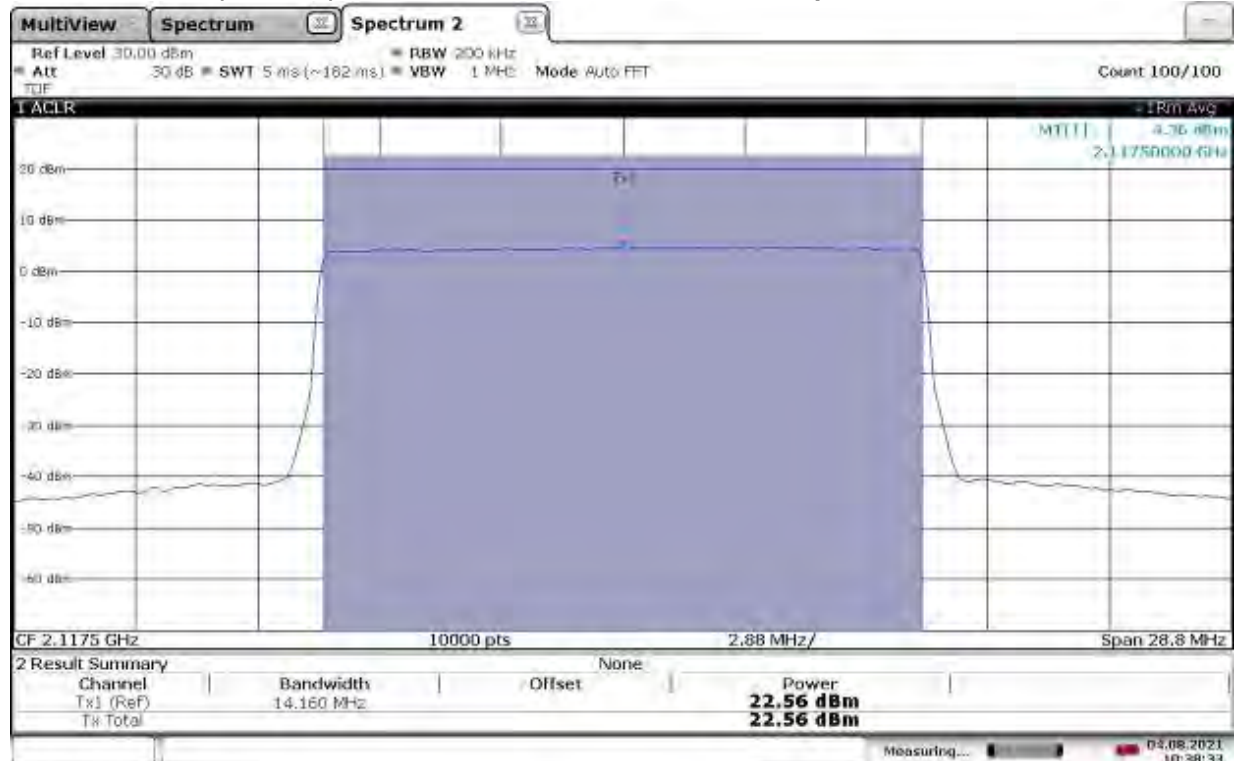 MultiView Spectrum Spectrum 2
Ref Level 30.00 dBm RBW 200 kHz
Att 30 dB SWT 5 ms (~182 ms) VBW 1 MHz Mode Auto FFT Count 100/100
TDF
1 ACLR 1Rm Avg
M1[1] 4.36 dBm
2.11750000 GHz
20 dBm
Tx1
10 dBm
0 dBm
-10 dBm
-20 dBm
-30 dBm
-40 dBm
-50 dBm
-60 dBm
CF 2.1175 GHz 10000 pts 2.88 MHz/ Span 28.8 MHz
2 Result Summary None
Channel Bandwidth Offset Power
Tx1 (Ref) 14.160 MHz 22.56 dBm
Tx Total 22.56 dBm
Measuring... 04.08.2021
10:38:33